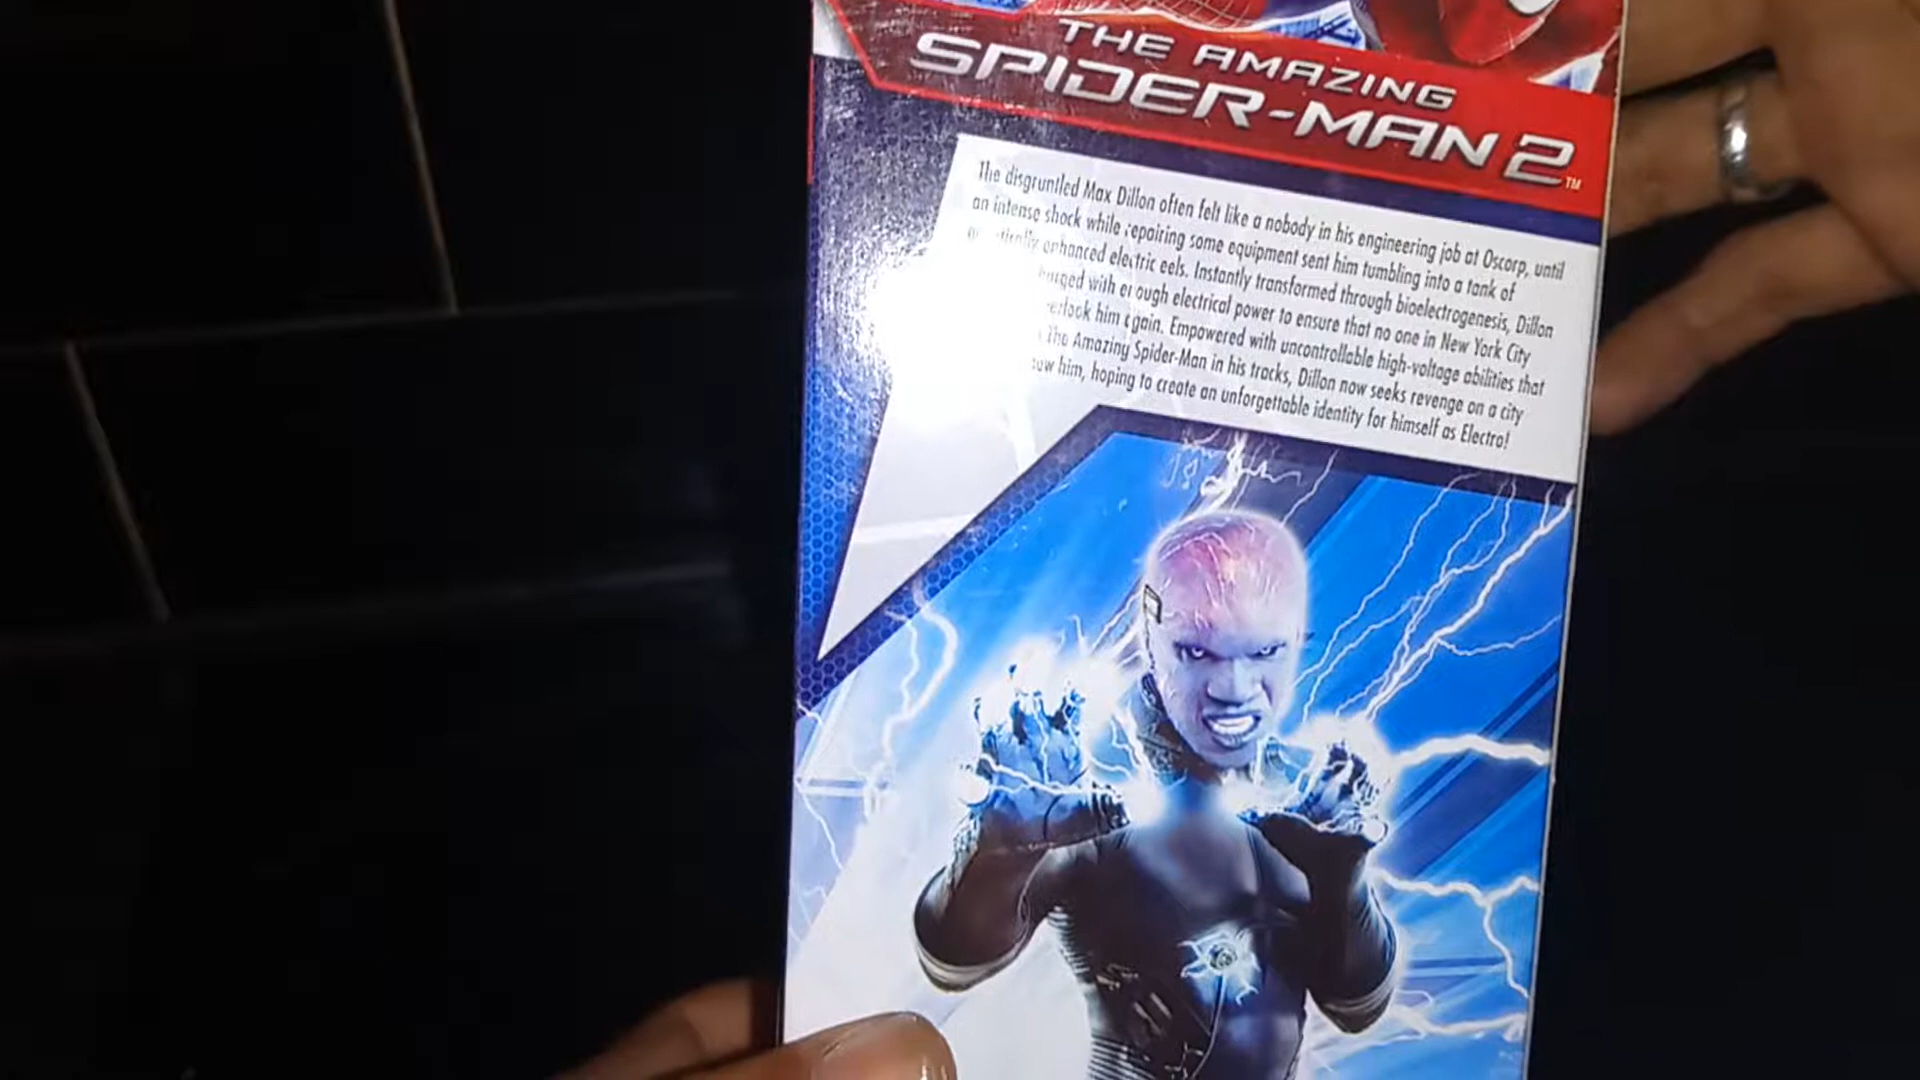 THE AMAZING
SPIDER-MAN 2 ™
The disgruntled Max Dillon often felt like a nobody in his engineering job at Oscorp, until
an intense shock while repairing some equipment sent him tumbling into a tank of
enhanced electric eels. Instantly transformed through bioelectrogenesis, Dillon
with enough electrical power to ensure that no one in New York City
him again. Empowered with uncontrollable high-voltage abilities that
The Amazing Spider-Man in his tracks, Dillon now seeks revenge on a city
him, hoping to create an unforgettable identity for himself as Electro!